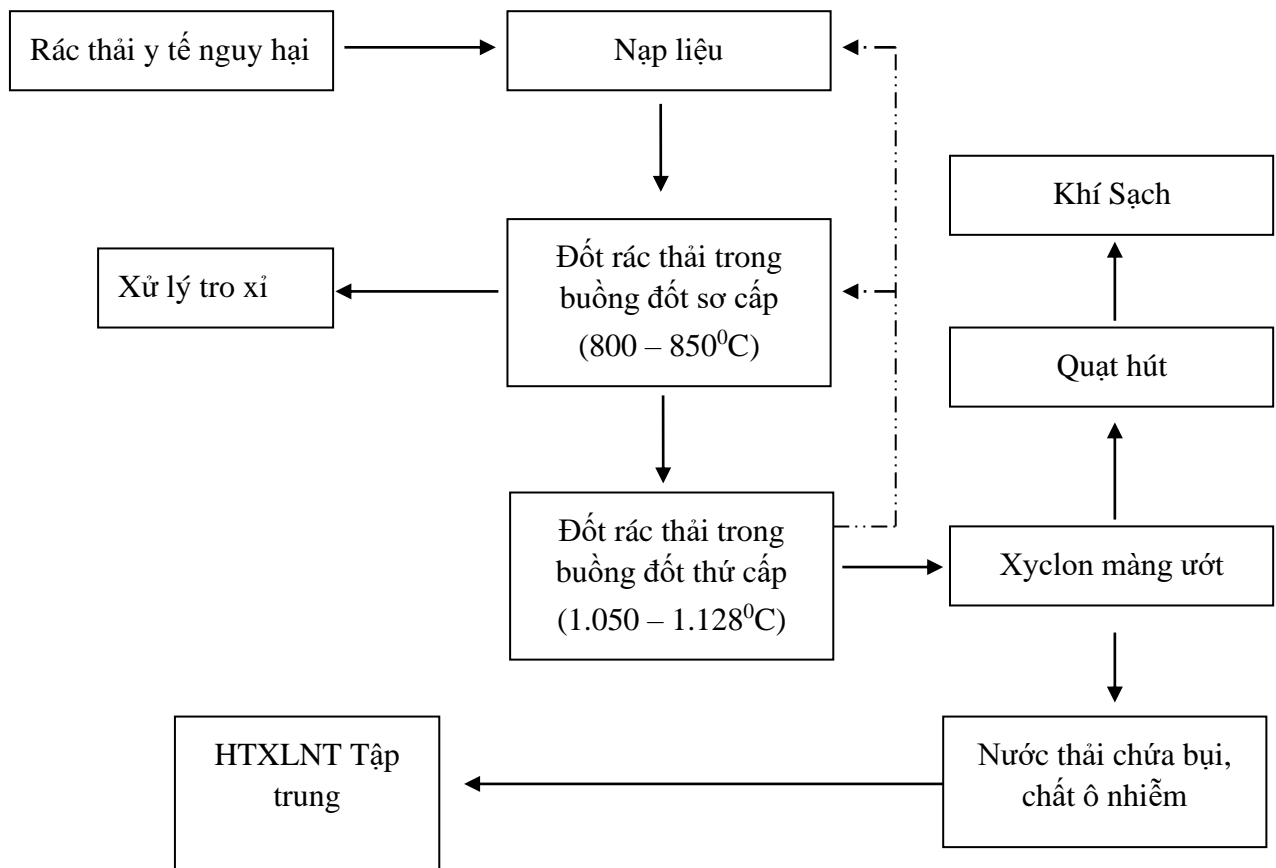 Rác thải y tế nguy hại
Nạp liệu
Khí Sạch
Đốt rác thải trong
buồng đốt sơ cấp
(800 – 850⁰C)
Xử lý tro xỉ
Quạt hút
Đốt rác thải trong
buồng đốt thứ cấp
(1.050 – 1.128⁰C)
Xyclon màng ướt
HTXLNT Tập
trung
Nước thải chứa bụi,
chất ô nhiễm